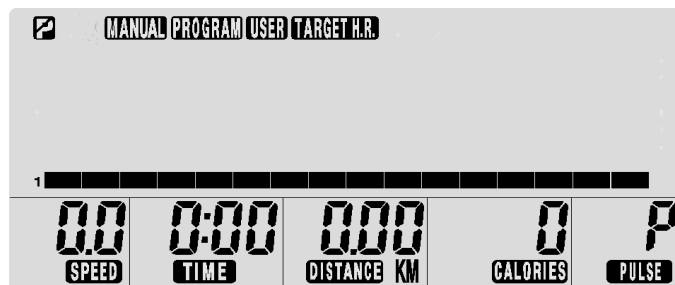 P MANUAL PROGRAM USER TARGET H.R.
1
0.0 0:00 0.00 0 P
SPEED TIME DISTANCE KM CALORIES PULSE